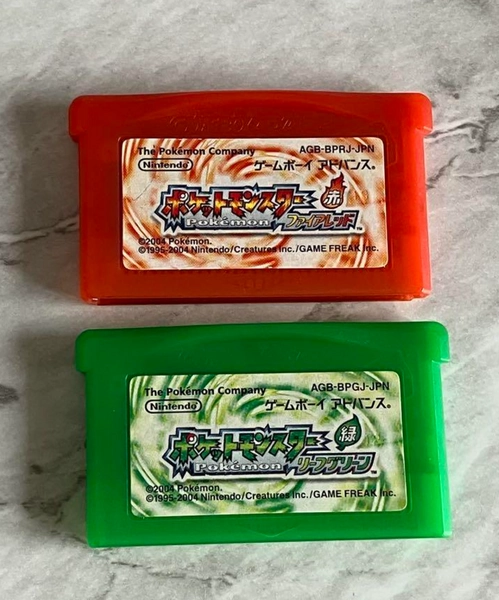 The Pokémon Company AGB-BPRJ-JPN
Nintendo ゲームボーイ アドバンス®
ポケットモンスター 赤
Pokémon ファイアレッド™
©2004 Pokémon.
©1995-2004 Nintendo/Creatures Inc./GAME FREAK Inc.
The Pokémon Company AGB-BPGJ-JPN
Nintendo ゲームボーイ アドバンス®
ポケットモンスター 緑
Pokémon リーフグリーン™
©2004 Pokémon.
©1995-2004 Nintendo/Creatures Inc./GAME FREAK Inc.